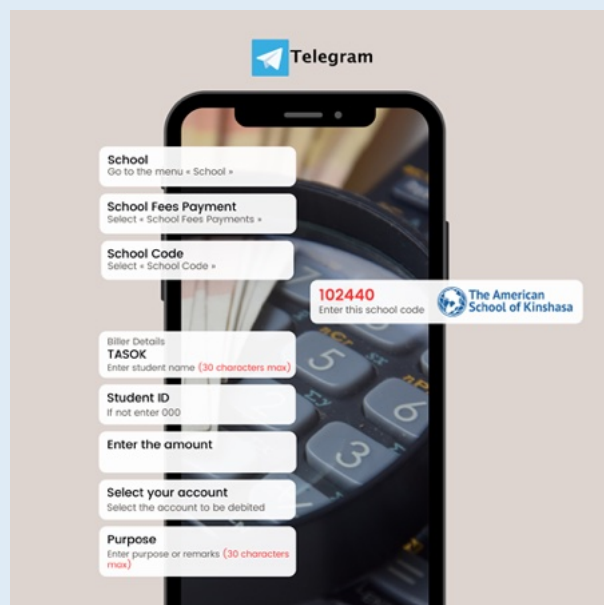 Telegram
School
Go to the menu « School »
School Fees Payment
Select « School Fees Payments »
School Code
Select « School Code »
102440
Enter this school code
The American
School of Kinshasa
Biller Details
TASOK
Enter student name (30 characters max)
Student ID
If not enter 000
Enter the amount
Select your account
Select the account to be debited
Purpose
Enter purpose or remarks (30 characters
max)
5
6
3